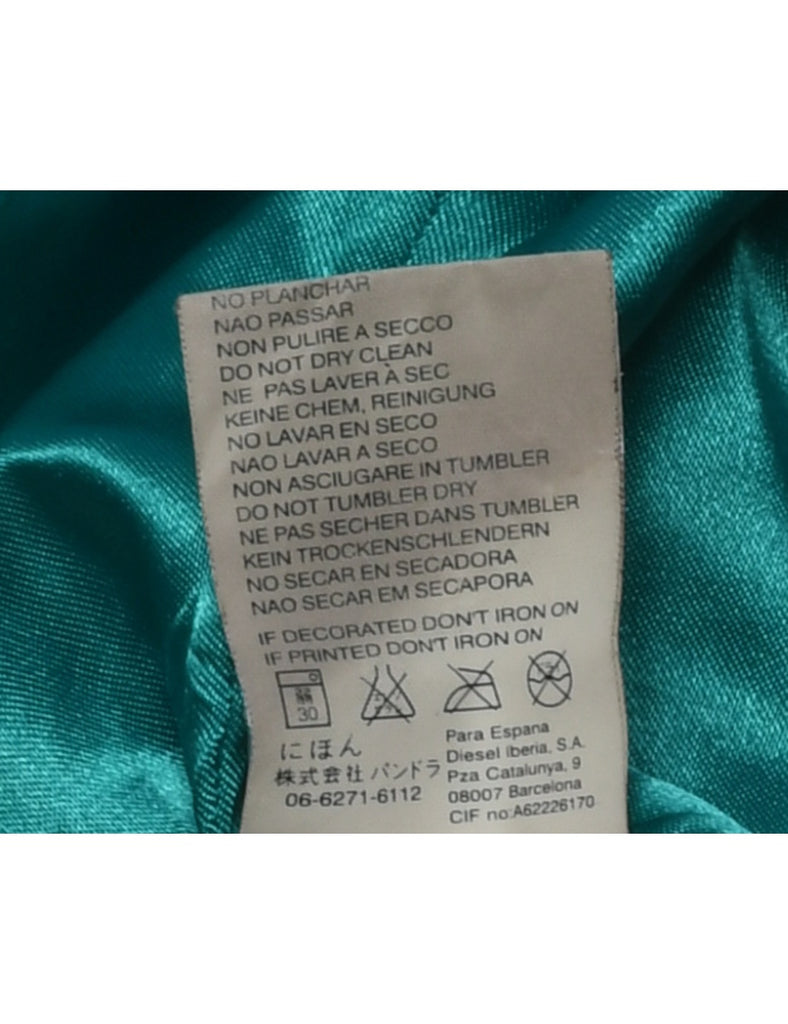 NO PLANCHAR
NAO PASSAR
NON PULIRE A SECCO
DO NOT DRY CLEAN
NE PAS LAVER À SEC
KEINE CHEM, REINIGUNG
NO LAVAR EN SECO
NAO LAVAR A SECO
NON ASCIUGARE IN TUMBLER
DO NOT TUMBLER DRY
NE PAS SECHER DANS TUMBLER
KEIN TROCKENSCHLENDERN
NO SECAR EN SECADORA
NAO SECAR EM SECAPORA
IF DECORATED DON'T IRON ON
IF PRINTED DON'T IRON ON
30
にほん
株式会社 パンドラ
06-6271-6112
Para Espana
Diesel Iberia, S.A.
Pza Catalunya, 9
08007 Barcelona
CIF no:A62226170